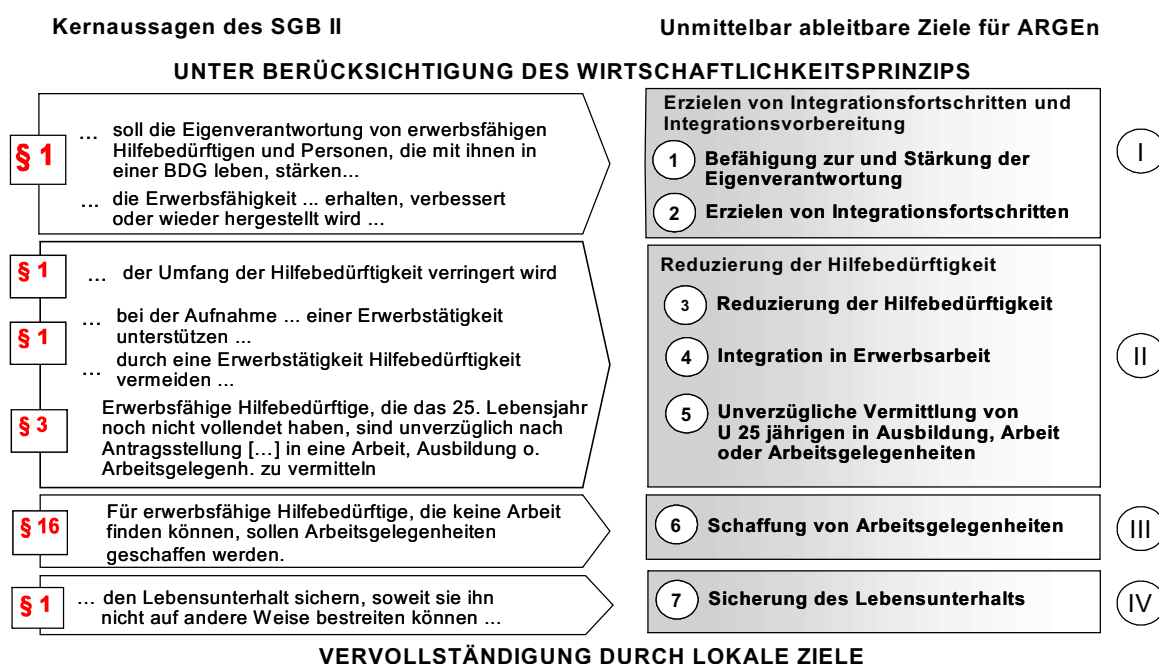 Kernaussagen des SGB II
Unmittelbar ableitbare Ziele für ARGEn
UNTER BERÜCKSICHTIGUNG DES WIRTSCHAFTLICHKEITSPRINZIPS
§ 1
... soll die Eigenverantwortung von erwerbsfähigen
Hilfebedürftigen und Personen, die mit ihnen in
einer BDG leben, stärken...
... die Erwerbsfähigkeit ... erhalten, verbessert
oder wieder hergestellt wird ...
Erzielen von Integrationsfortschritten und
Integrationsvorbereitung
1 Befähigung zur und Stärkung der
Eigenverantwortung
2 Erzielen von Integrationsfortschritten
I
§ 1
... der Umfang der Hilfebedürftigkeit verringert wird
§ 1
... bei der Aufnahme ... einer Erwerbstätigkeit
unterstützen ...
... durch eine Erwerbstätigkeit Hilfebedürftigkeit
vermeiden ...
§ 3
Erwerbsfähige Hilfebedürftige, die das 25. Lebensjahr
noch nicht vollendet haben, sind unverzüglich nach
Antragsstellung [...] in eine Arbeit, Ausbildung o.
Arbeitsgelegenh. zu vermitteln
Reduzierung der Hilfebedürftigkeit
3 Reduzierung der Hilfebedürftigkeit
4 Integration in Erwerbsarbeit
5 Unverzügliche Vermittlung von
U 25 jährigen in Ausbildung, Arbeit
oder Arbeitsgelegenheiten
II
§ 16
Für erwerbsfähige Hilfebedürftige, die keine Arbeit
finden können, sollen Arbeitsgelegenheiten
geschaffen werden.
6 Schaffung von Arbeitsgelegenheiten
III
§ 1
... den Lebensunterhalt sichern, soweit sie ihn
nicht auf andere Weise bestreiten können ...
7 Sicherung des Lebensunterhalts
IV
VERVOLLSTÄNDIGUNG DURCH LOKALE ZIELE